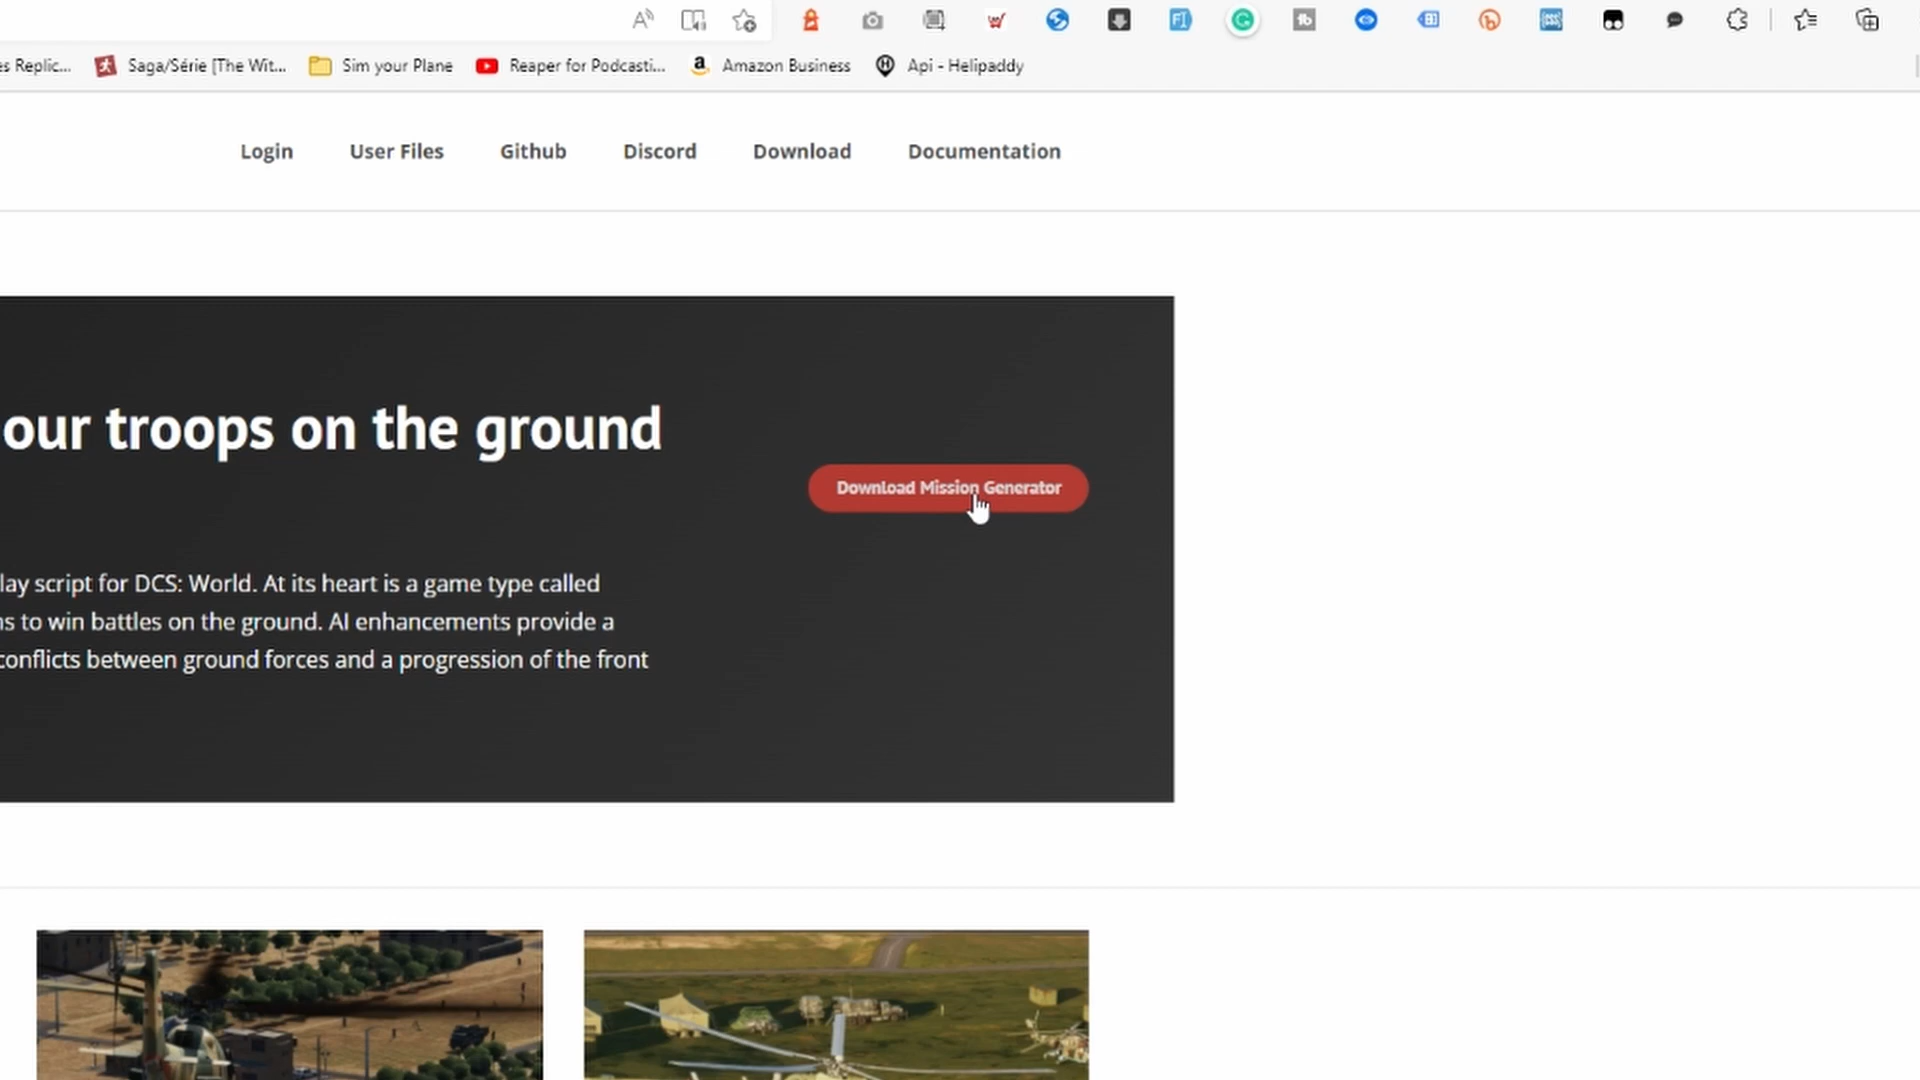 es Replic... Saga/Série [The Wit... Sim your Plane Reaper for Podcasti... Amazon Business Api - Helipaddy
Login User Files Github Discord Download Documentation
our troops on the ground
Download Mission Generator
lay script for DCS: World. At its heart is a game type called
ns to win battles on the ground. AI enhancements provide a
conflicts between ground forces and a progression of the front